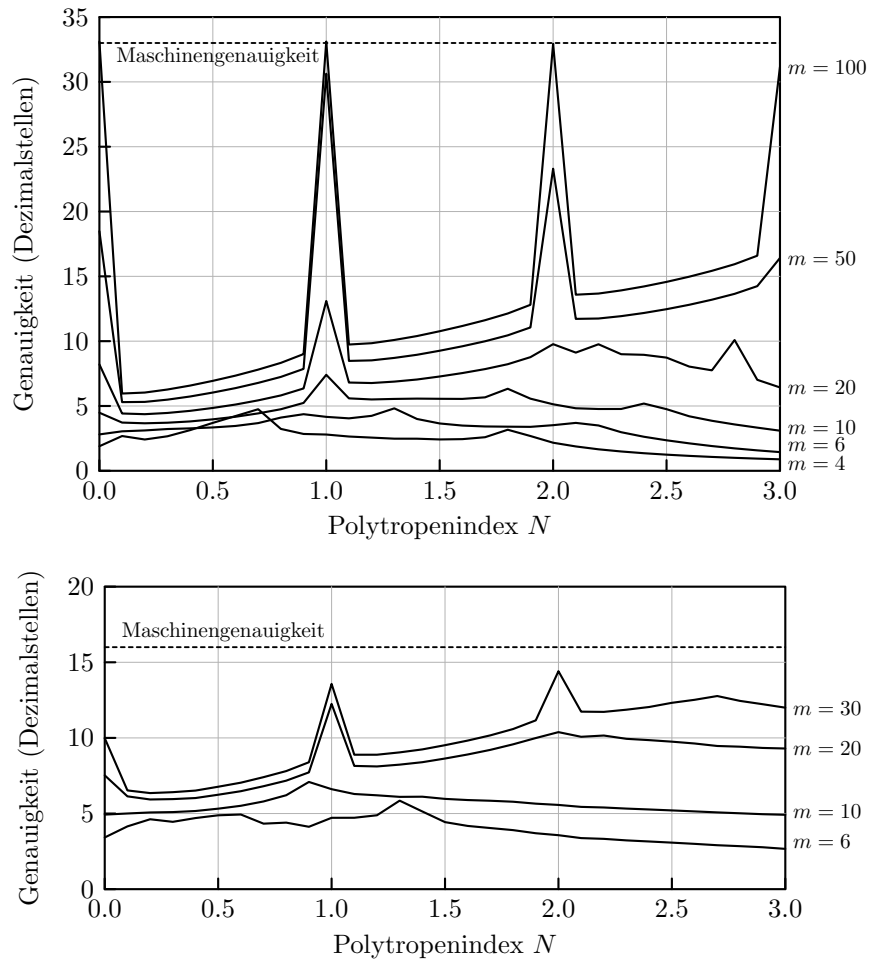 35
30
25
20
15
10
5
0
Genauigkeit (Dezimalstellen)
Maschinengenauigkeit
m = 100
m = 50
m = 20
m = 10
m = 6
m = 4
0.0 0.5 1.0 1.5 2.0 2.5 3.0
Polytropenindex N
20
15
10
5
0
Genauigkeit (Dezimalstellen)
Maschinengenauigkeit
m = 30
m = 20
m = 10
m = 6
0.0 0.5 1.0 1.5 2.0 2.5 3.0
Polytropenindex N